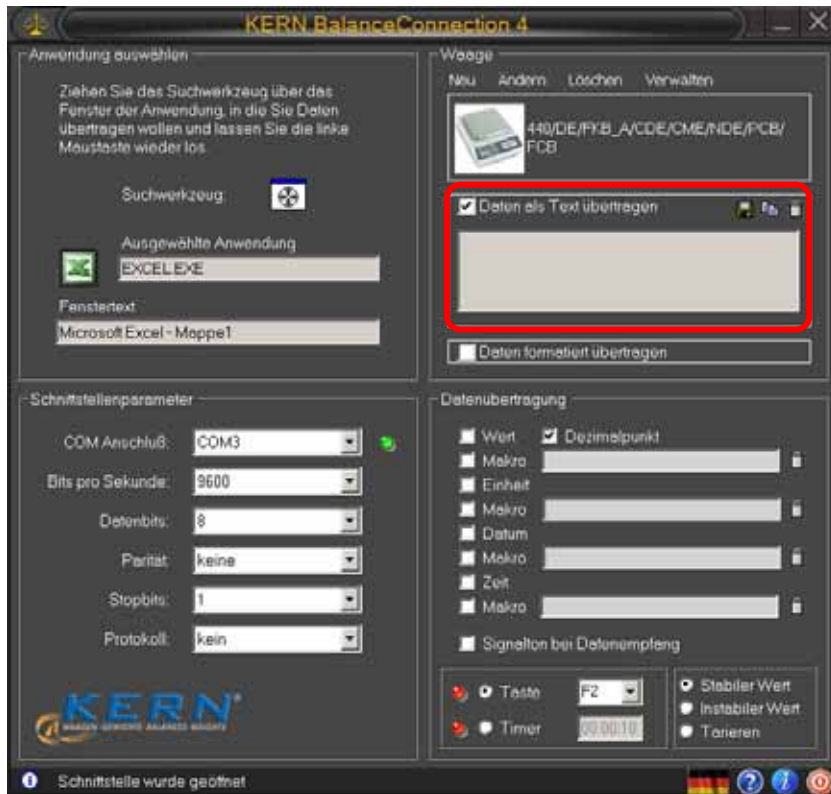 KERN BalanceConnection 4
Anwendung auswählen
Ziehen Sie das Suchwerkzeug über das
Fenster der Anwendung, in die Sie Daten
übertragen wollen und lassen Sie die linke
Maustaste wieder los.
Suchwerkzeug:
Ausgewählte Anwendung
EXCEL.EXE
Fenstertext
Microsoft Excel - Mappe1
Waage
Neu Ändern Löschen Verwalten
440/DE/FKB_A/CDE/CME/NDE/PCB/
FCB
Daten als Text übertragen
Daten formatiert übertragen
Schnittstellenparameter
COM Anschluß: COM3
Bits pro Sekunde: 9600
Datenbits: 8
Parität: keine
Stopbits: 1
Protokoll: kein
KERN
Datenübertragung
Wert Dezimalpunkt
Makro
Einheit
Makro
Datum
Makro
Zeit
Makro
Signalton bei Datenempfang
Taste F2
Timer 00:00:10
Stabiler Wert
Instabiler Wert
Tarieren
Schnittstelle wurde geöffnet